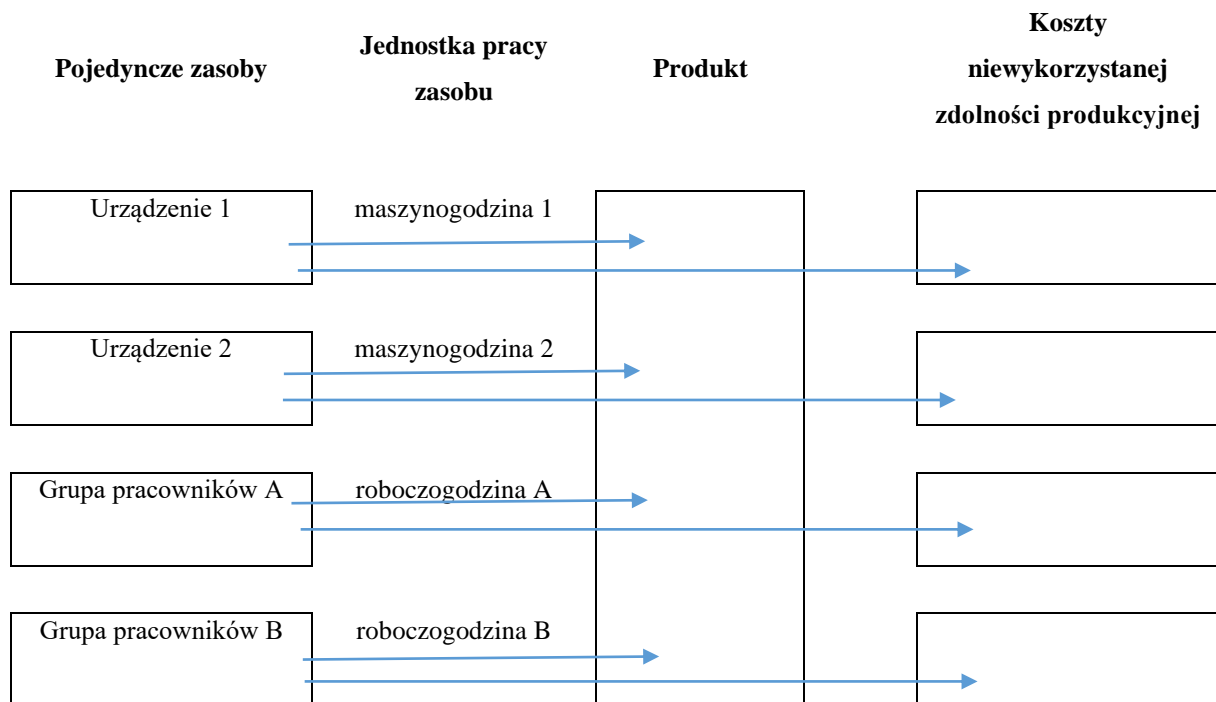 Pojedyncze zasoby
Jednostka pracy
zasobu
Produkt
Koszty
niewykorzystanej
zdolności produkcyjnej
Urządzenie 1
maszynogodzina 1
Urządzenie 2
maszynogodzina 2
Grupa pracowników A
roboczogodzina A
Grupa pracowników B
roboczogodzina B